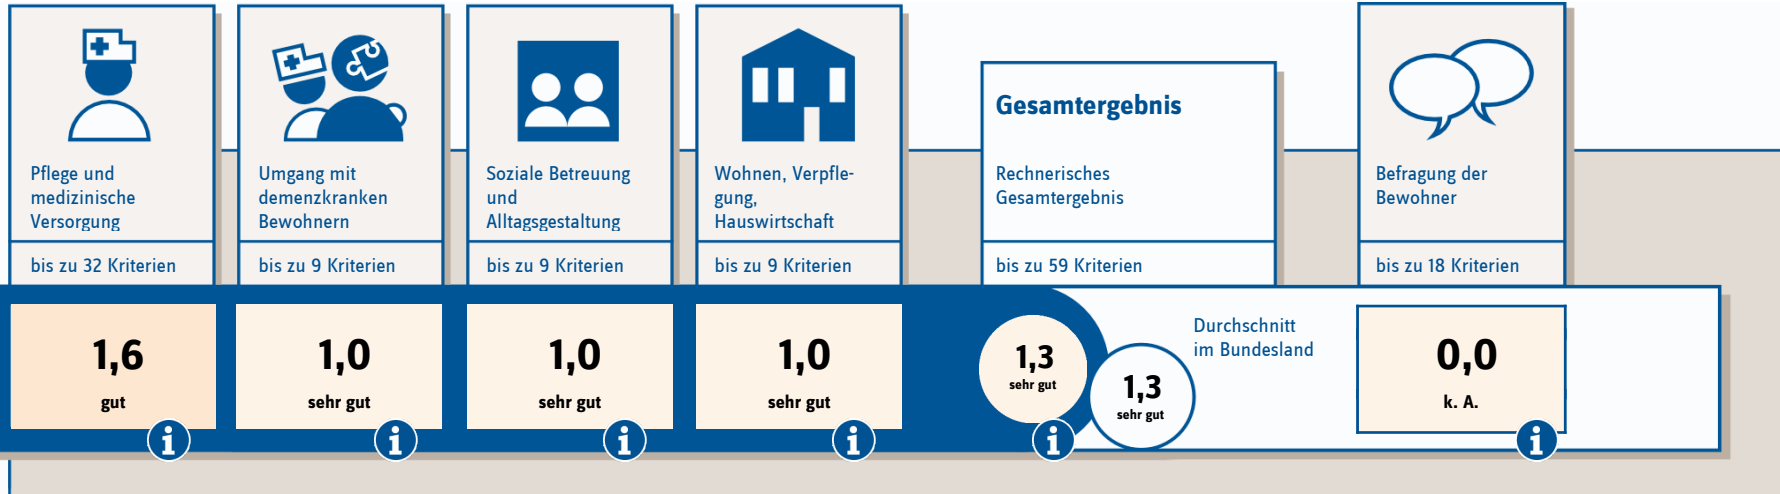 Pflege und
medizinische
Versorgung
bis zu 32 Kriterien
1,6
gut
Umgang mit
demenzkranken
Bewohnern
bis zu 9 Kriterien
1,0
sehr gut
Soziale Betreuung
und
Alltagsgestaltung
bis zu 9 Kriterien
1,0
sehr gut
Wohnen, Verpfle-
gung,
Hauswirtschaft
bis zu 9 Kriterien
1,0
sehr gut
Gesamtergebnis
Rechnerisches
Gesamtergebnis
bis zu 59 Kriterien
1,3
sehr gut
Durchschnitt
im Bundesland
1,3
sehr gut
Befragung der
Bewohner
bis zu 18 Kriterien
0,0
k. A.